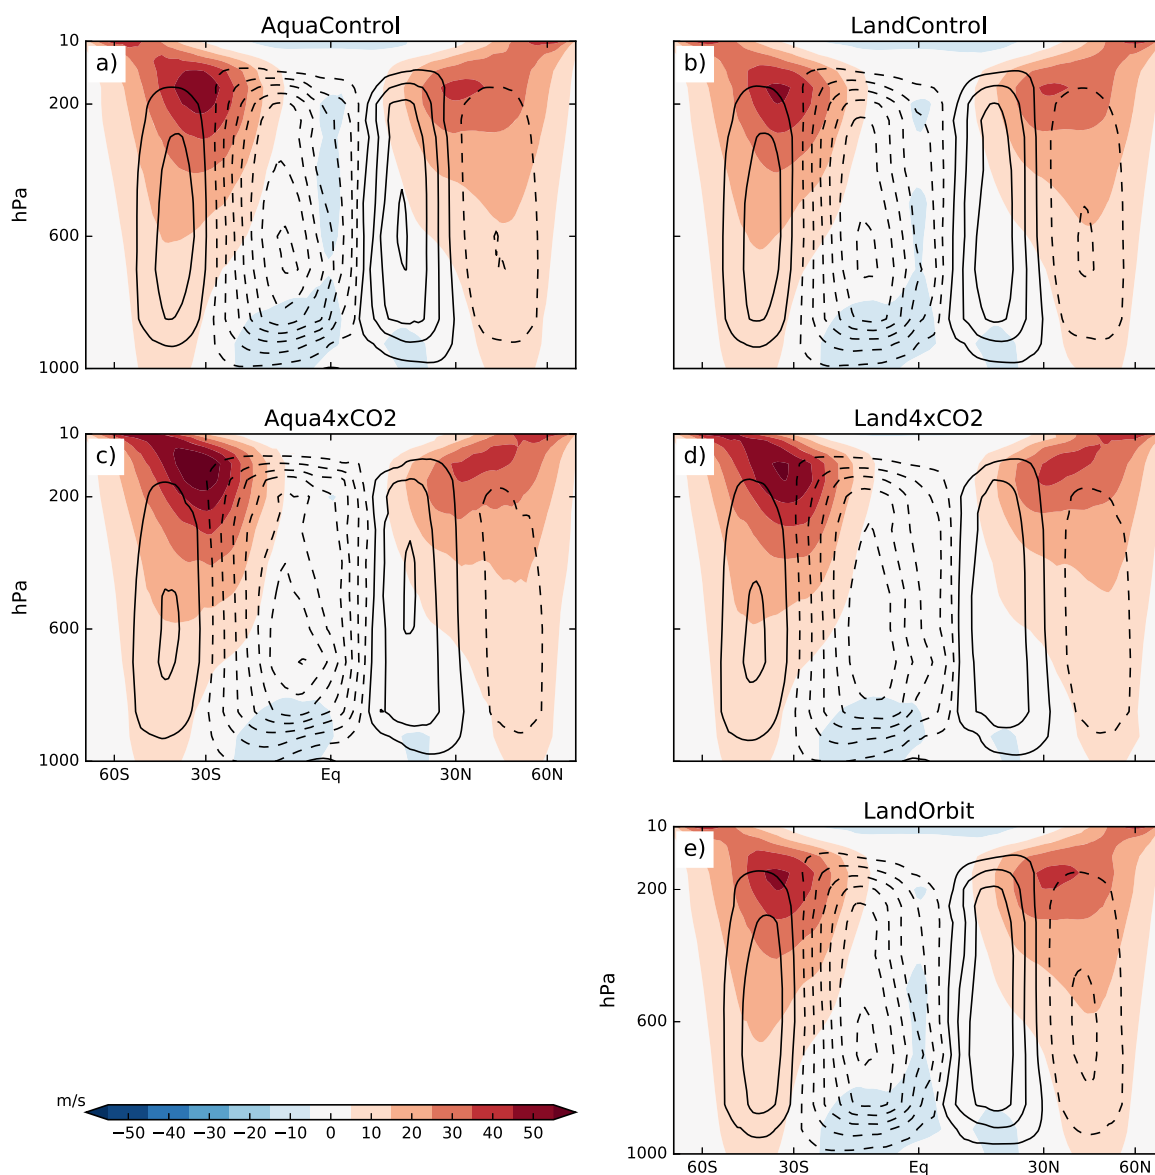 AquaControl
LandControl
a)
b)
10
200
600
1000
hPa
Aqua4xCO2
Land4xCO2
c)
d)
10
200
600
1000
hPa
60S 30S Eq 30N 60N
LandOrbit
e)
10
200
600
1000
hPa
60S 30S Eq 30N 60N
m/s
−50 −40 −30 −20 −10 0 10 20 30 40 50